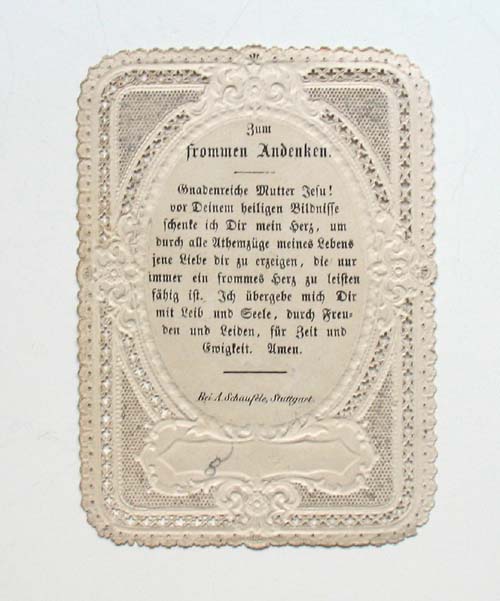 Zum
frommen Andenken.
Gnadenreiche Mutter Jesu!
vor Deinem heiligen Bildnisse
schenke ich Dir mein Herz, um
durch alle Athemzüge meines Lebens
jene Liebe dir zu erzeigen, die nur
immer ein frommes Herz zu leisten
fähig ist. Ich übergebe mich Dir
mit Leib und Seele, durch Freu-
den und Leiden, für Zeit und
Ewigkeit. Amen.
Bei A. Schaufele, Stuttgart.